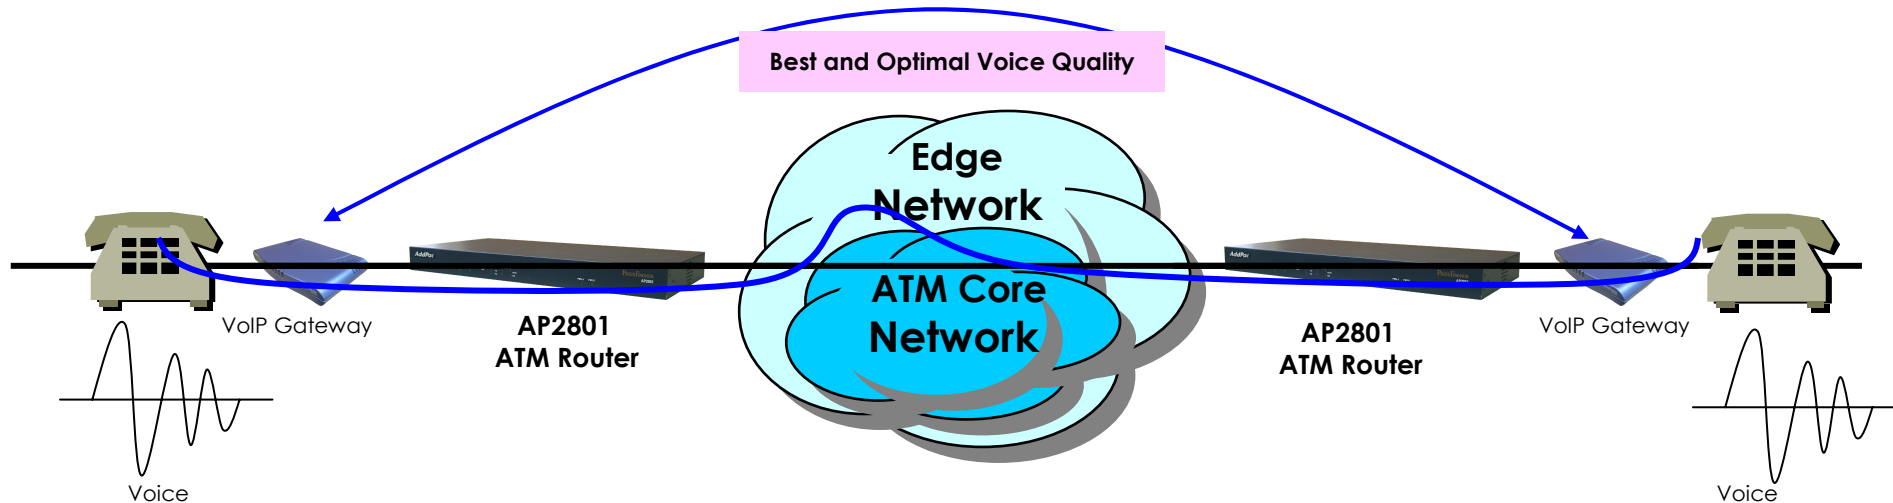 Best and Optimal Voice Quality
Edge
Network
ATM Core
Network
VoIP Gateway
AP2801
ATM Router
AP2801
ATM Router
VoIP Gateway
Voice
Voice